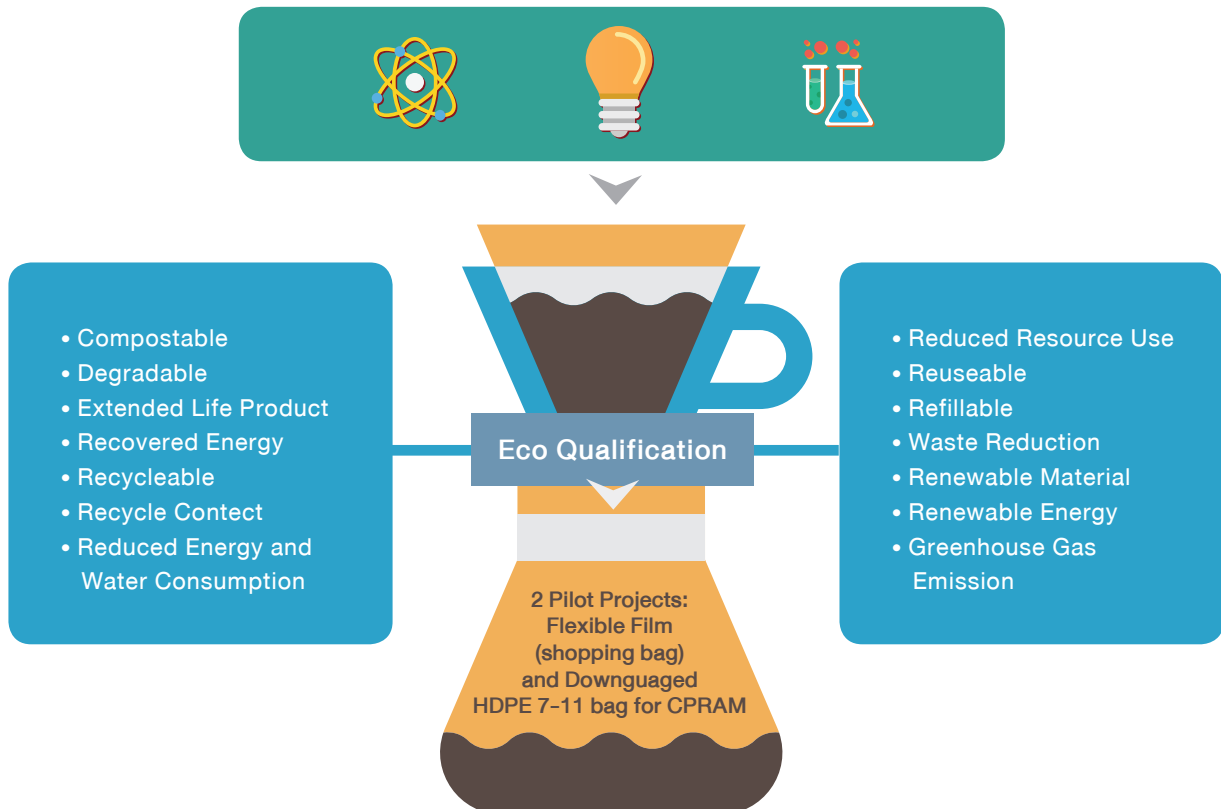 • Compostable
• Degradable
• Extended Life Product
• Recovered Energy
• Recycleable
• Recycle Contect
• Reduced Energy and
Water Consumption
Eco Qualification
• Reduced Resource Use
• Reuseable
• Refillable
• Waste Reduction
• Renewable Material
• Renewable Energy
• Greenhouse Gas
Emission
2 Pilot Projects:
Flexible Film
(shopping bag)
and Downguaged
HDPE 7-11 bag for CPRAM